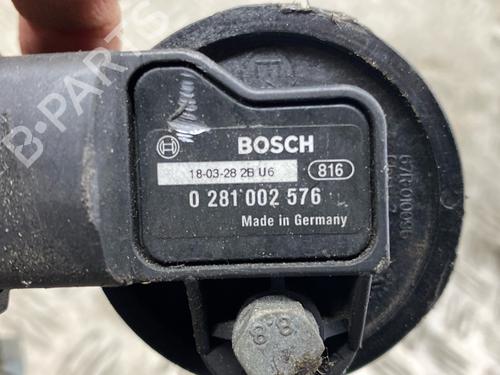 B-PARTS
BOSCH
18-03-28 2B U6
816
0 281 002 576
Made in Germany
8.8